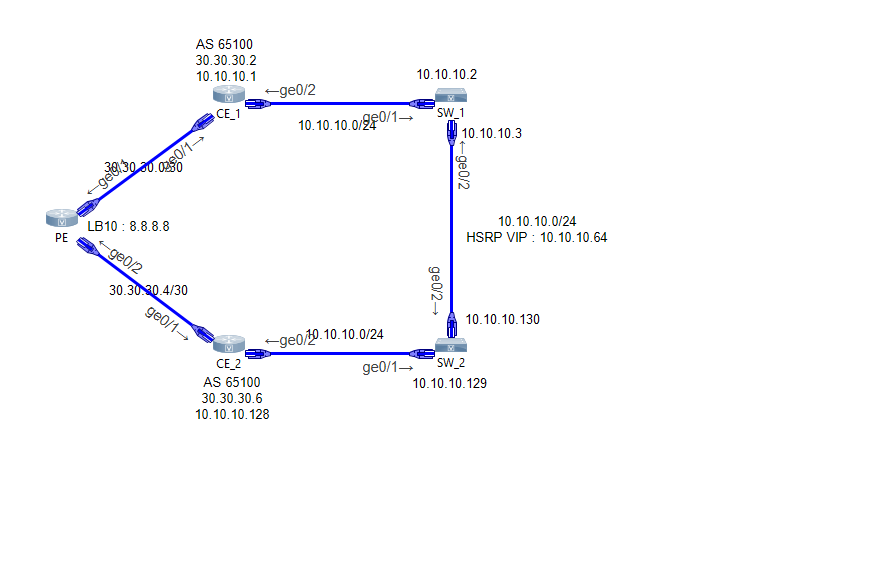 AS 65100
30.30.30.2
10.10.10.1
←ge0/2
CE_1
10.10.10.2
ge0/1→
SW_1
10.10.10.0/24
10.10.10.3
←ge0/2
ge0/1→
30.30.30.0/30
←ge0/1
PE
LB10 : 8.8.8.8
10.10.10.0/24
HSRP VIP : 10.10.10.64
←ge0/2
30.30.30.4/30
ge0/1→
ge0/2→
10.10.10.130
←ge0/2
10.10.10.0/24
CE_2
ge0/1→
SW_2
AS 65100
30.30.30.6
10.10.10.128
10.10.10.129